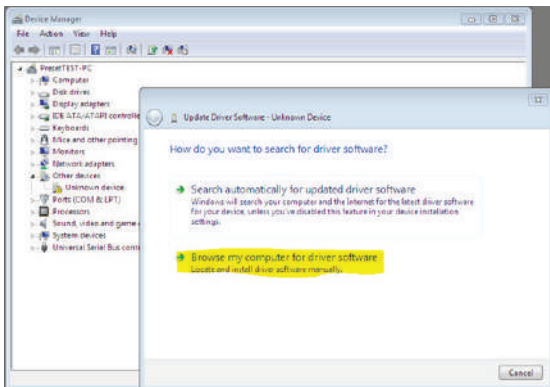 Device Manager
File Action View Help
PresetTEST-PC
Computer
Disk drives
Display adapters
IDE ATA/ATAPI controlle
Keyboards
Mice and other pointing
Monitors
Network adapters
Other devices
Unknown device
Ports (COM & LPT)
Processors
Sound, video and game
System devices
Universal Serial Bus contr
Update Driver Software - Unknown Device
How do you want to search for driver software?
Search automatically for updated driver software
Windows will search your computer and the Internet for the latest driver software
for your device, unless you've disabled this feature in your device installation
settings.
Browse my computer for driver software
Locate and install driver software manually.
Cancel